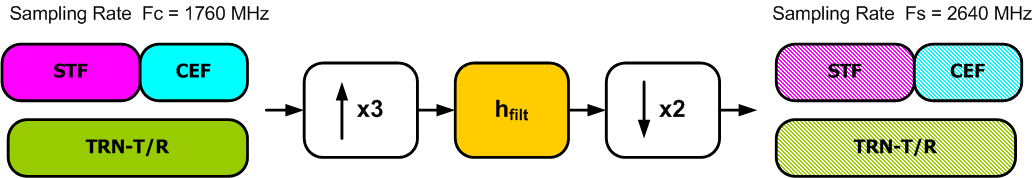 Sampling Rate Fc = 1760 MHz
Sampling Rate Fs = 2640 MHz
STF
CEF
x3
hfilt
x2
STF
CEF
TRN-T/R
TRN-T/R